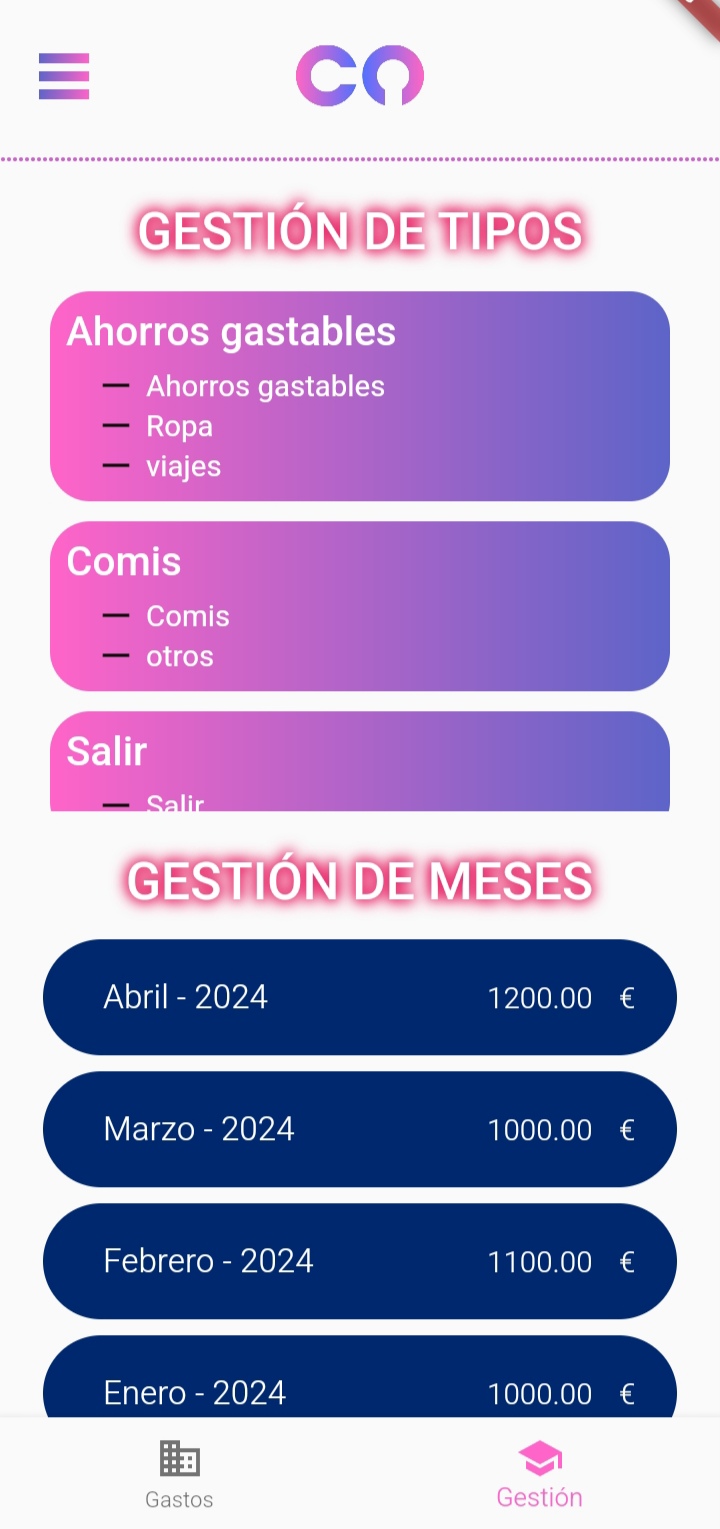 GESTIÓN DE TIPOS
Ahorros gastables
— Ahorros gastables
— Ropa
— viajes
Comis
— Comis
— otros
Salir
— Salir
GESTIÓN DE MESES
Abril - 2024 1200.00 €
Marzo - 2024 1000.00 €
Febrero - 2024 1100.00 €
Enero - 2024 1000.00 €
Gastos Gestión